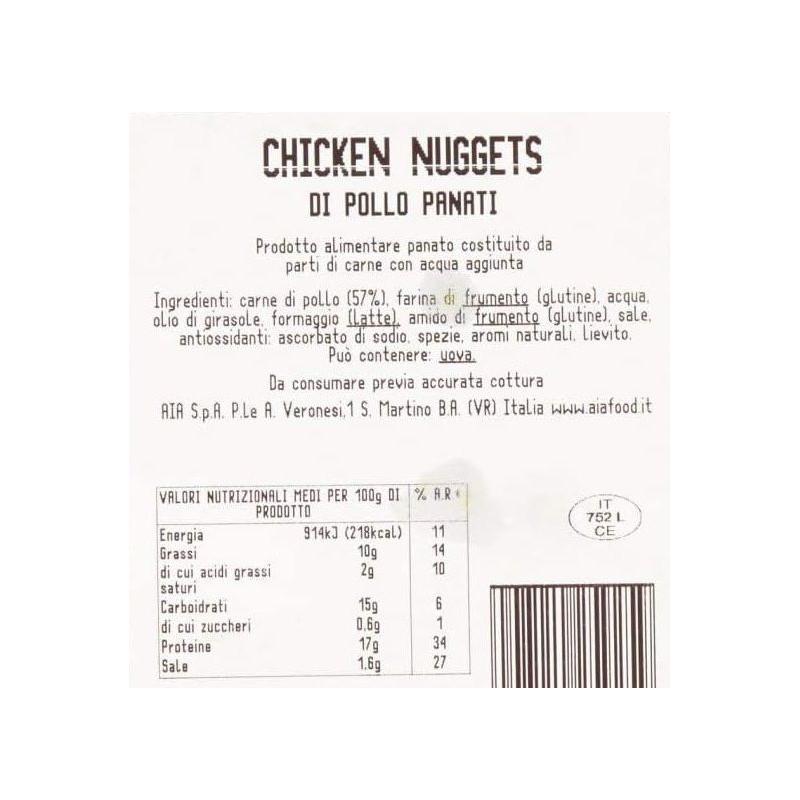 CHICKEN NUGGETS
DI POLLO PANATI
Prodotto alimentare panato costituito da
parti di carne con acqua aggiunta
Ingredienti: carne di pollo (57%), farina di frumento (glutine), acqua,
olio di girasole, formaggio (latte), amido di frumento (glutine), sale,
antiossidanti: ascorbato di sodio, spezie, aromi naturali, lievito.
Può contenere: uova.
Da consumare previa accurata cottura
AIA S.p.A. P.Le A. Veronesi,1 S. Martino B.A. (VR) Italia www.aiafood.it
VALORI NUTRIZIONALI MEDI PER 100g DI PRODOTTO % A.R*
Energia 914kJ (218kcal) 11
Grassi 10g 14
di cui acidi grassi saturi 2g 10
Carboidrati 15g 6
di cui zuccheri 0,6g 1
Proteine 17g 34
Sale 1,6g 27
IT
752 L
CE